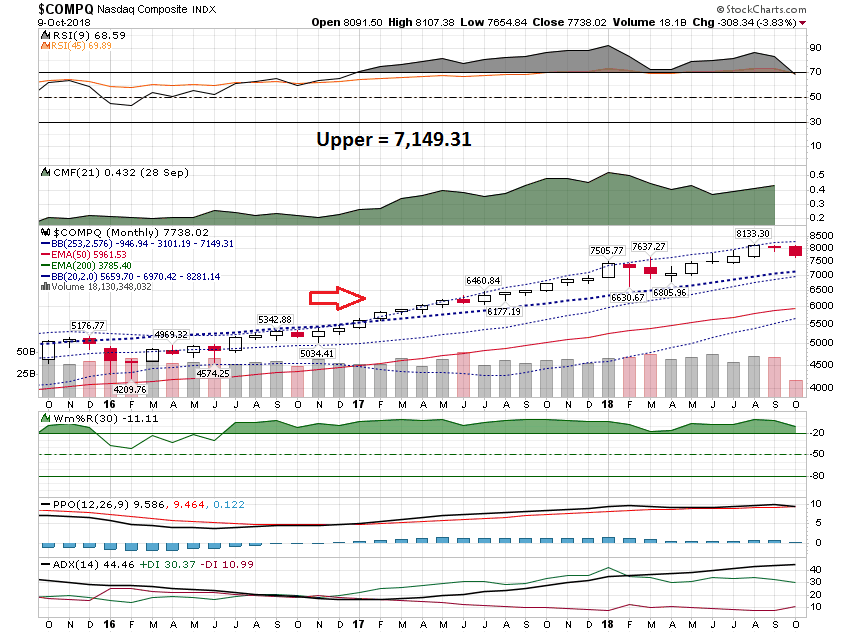 $COMPQ Nasdaq Composite INDX
© StockCharts.com
9-Oct-2018
Open 8091.50 High 8107.38 Low 7654.84 Close 7738.02 Volume 18.1B Chg -308.34 (-3.83%)
RSI(9) 68.59
RSI(45) 69.89
90
70
50
30
10
Upper = 7,149.31
CMF(21) 0.432 (28 Sep)
0.5
0.4
0.3
0.2
$COMPQ (Monthly) 7738.02
BB(253,2.576) -946.94 - 3101.19 - 7149.31
EMA(50) 5961.53
EMA(200) 3785.40
BB(20,2.0) 5659.70 - 6970.42 - 8281.14
Volume 18,130,348,032
8133.30
7505.77
7637.27
6460.84
6630.67
6805.96
6177.19
5342.88
5176.77
4969.32
5034.41
4574.25
4209.76
8500
8000
7500
7000
6500
6000
5500
5000
4500
4000
50B
25B
O N D 16 F M A M J J A S O N D 17 F M A M J J A S O N D 18 F M A M J J A S O
Wm%R(30) -11.11
-20
-50
-80
PPO(12,26,9) 9.586, 9.464, 0.122
10
5
0
ADX(14) 44.46 +DI 30.37 -DI 10.99
40
30
20
10
O N D 16 F M A M J J A S O N D 17 F M A M J J A S O N D 18 F M A M J J A S O